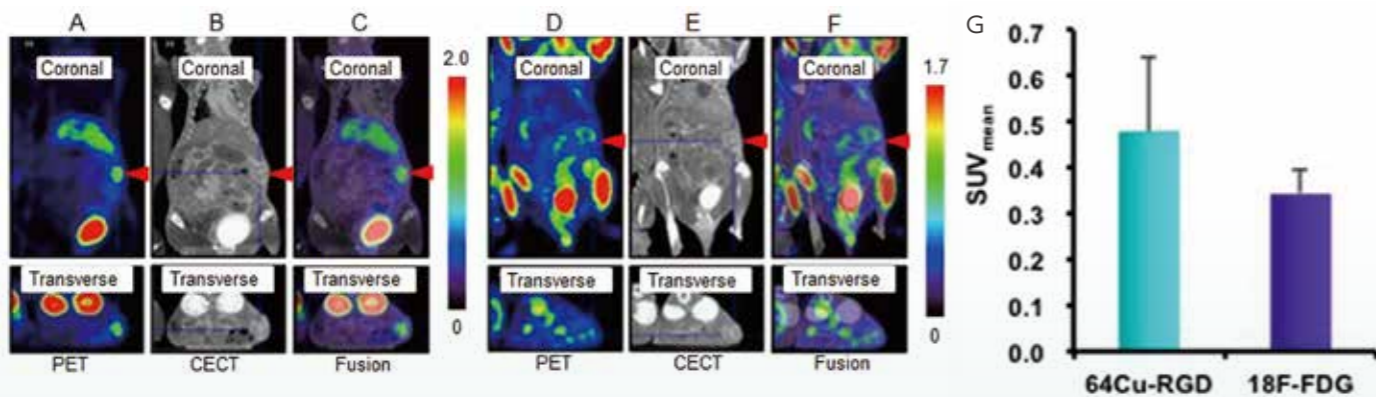 A B C D E F G
Coronal Coronal Coronal 2.0 Coronal Coronal Coronal 1.7
Transverse Transverse Transverse 0 Transverse Transverse Transverse 0
PET CECT Fusion PET CECT Fusion
SUVmean
0.7
0.6
0.5
0.4
0.3
0.2
0.1
0.0
64Cu-RGD 18F-FDG